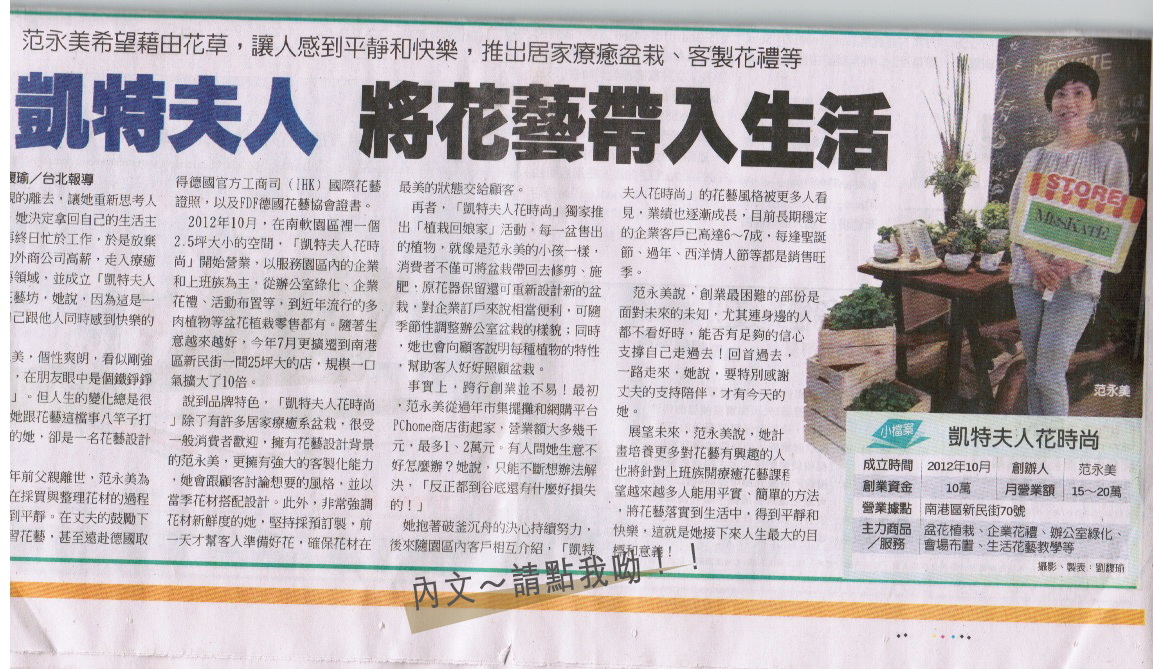 范永美希望藉由花草，讓人感到平靜和快樂，推出居家療癒盆栽、客製花禮等
凱特夫人 將花藝帶入生活
瑜／台北報導
的離去，讓她重新思考人
她決定拿回自己的生活主
終日忙於工作，於是放棄
外商公司高薪，走入療癒
領域，並成立「凱特夫人
藝坊，她說，因為這是一
己跟他人同時感到快樂的
美，個性爽朗，看似剛強
，在朋友眼中是個鐵錚錚
」。但人生的變化總是很
她跟花藝這檔事八竿子打
的她，卻是一名花藝設計
年前父親離世，范永美為
在採買與整理花材的過程
到平靜。在丈夫的鼓勵下
習花藝，甚至遠赴德國取
得德國官方工商司（IHK）國際花藝
證照，以及FDF德國花藝協會證書。
2012年10月，在南軟園區裡一個
2.5坪大小的空間，「凱特夫人花時
尚」開始營業，以服務園區內的企業
和上班族為主，從辦公室綠化、企業
花禮、活動布置等，到近年流行的多
肉植物等盆花植栽零售都有。隨著生
意越來越好，今年7月更擴遷到南港
區新民街一間25坪大的店，規模一口
氣擴大了10倍。
說到品牌特色，「凱特夫人花時尚
」除了有許多居家療癒系盆栽，很受
一般消費者歡迎，擁有花藝設計背景
的范永美，更擁有強大的客製化能力
，她會跟顧客討論想要的風格，並以
當季花材搭配設計。此外，非常強調
花材新鮮度的她，堅持採預訂製，前
一天才幫客人準備好花，確保花材在
最美的狀態交給顧客。
再者，「凱特夫人花時尚」獨家推
出「植栽回娘家」活動，每一盆售出
的植物，就像是范永美的小孩一樣，
消費者不僅可將盆栽帶回去修剪、施
肥；原花器保留還可重新設計新的盆
栽，對企業訂戶來說相當便利，可隨
季節性調整辦公室盆栽的樣貌；同時
，她也會向顧客說明每種植物的特性
，幫助客人好好照顧盆栽。
事實上，跨行創業並不易！最初
，范永美從過年市集擺攤和網購平台
PChome商店街起家，營業額大多幾千
元，最多1、2萬元。有人問她生意不
好怎麼辦？她說，只能不斷想辦法解
決，「反正都到谷底還有什麼好損失
的！」
她抱著破釜沉舟的決心持續努力，
後來隨園區內客戶相互介紹，「凱特
夫人花時尚」的花藝風格被更多人看
見，業績也逐漸成長，目前長期穩定
的企業客戶已高達6～7成，每逢聖誕
節、過年、西洋情人節等都是銷售旺
季。
范永美說，創業最困難的部份是
面對未來的未知，尤其連身邊的人
都不看好時，能否有足夠的信心
支撐自己走過去！回首過去，
一路走來，她說，要特別感謝
丈夫的支持陪伴，才有今天的
她。
展望未來，范永美說，她計
畫培養更多對花藝有興趣的人
也將針對上班族開療癒花藝課程
望越來越多人能用平實、簡單的方法
，將花藝落實到生活中，得到平靜和
快樂，這就是她接下來人生最大的目
標和意義！
內文～請點我呦！！
STORE
MissKATE
范永美
小檔案 凱特夫人花時尚
成立時間 2012年10月 創辦人 范永美
創業資金 10萬 月營業額 15～20萬
營業據點 南港區新民街70號
主力商品／服務 盆花植栽、企業花禮、辦公室綠化、
會場布置、生活花藝教學等
攝影、製表：劉馥瑜